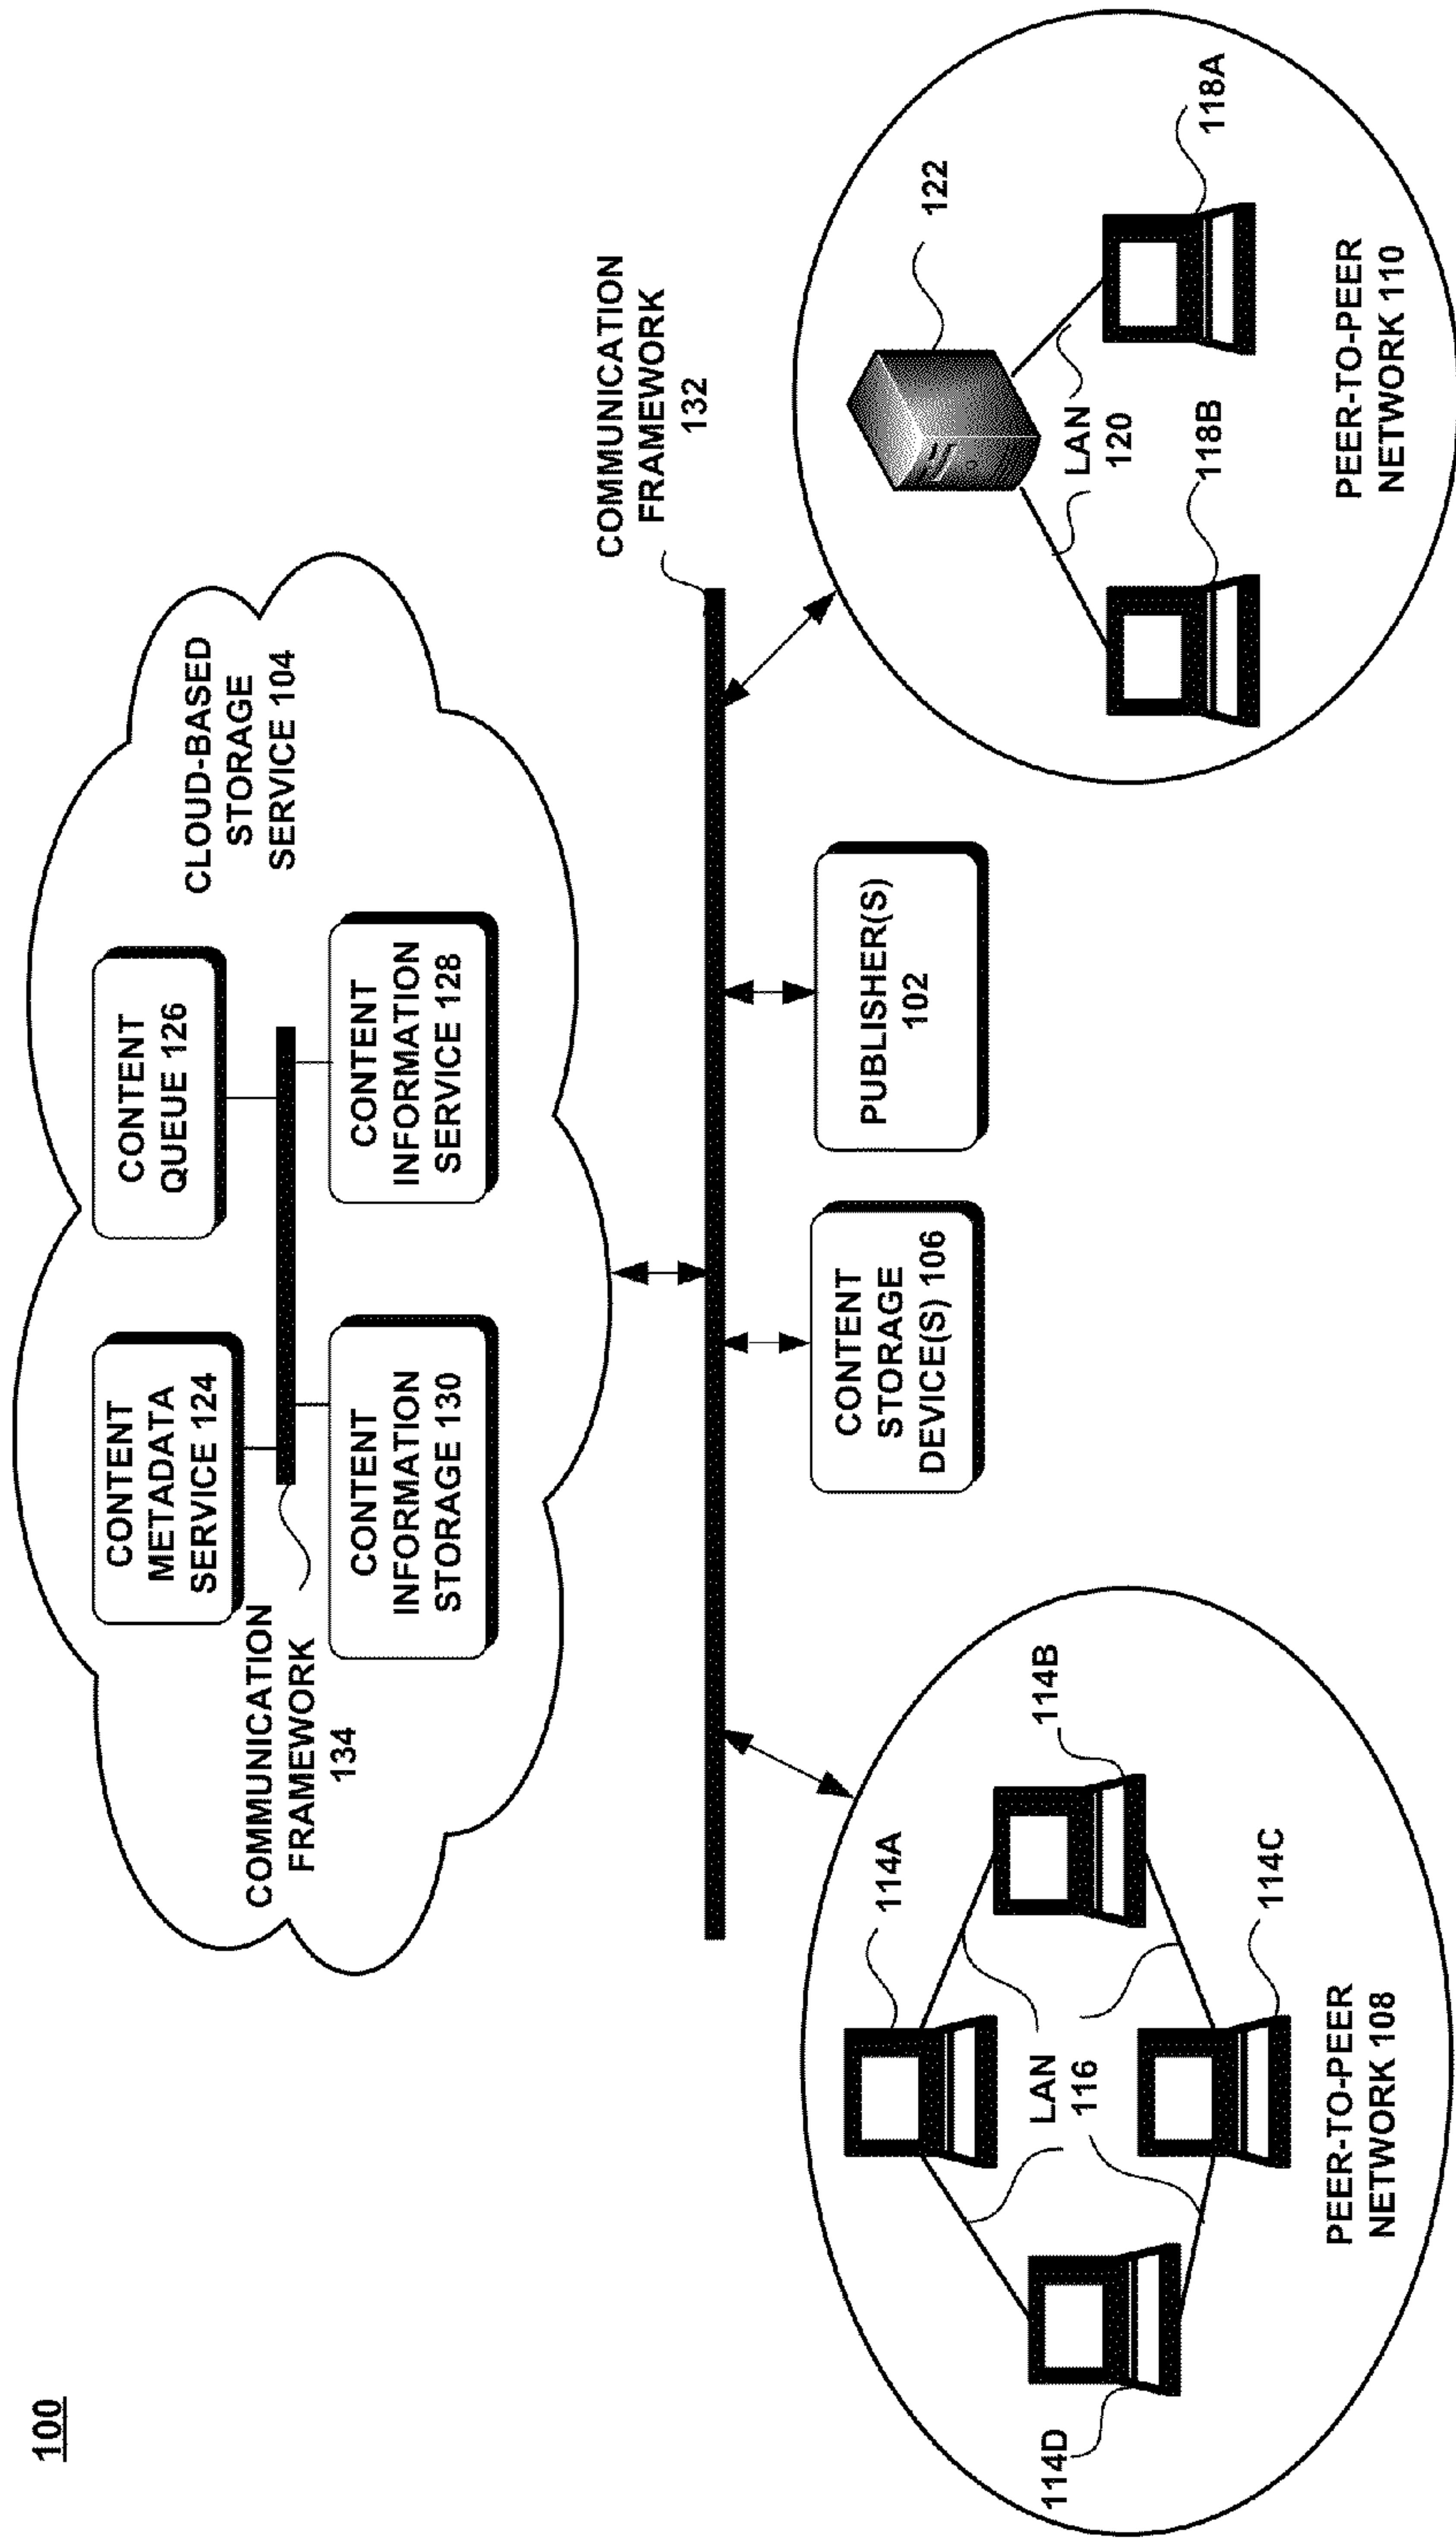 100
CLOUD-BASED
STORAGE
SERVICE 104
CONTENT
METADATA
SERVICE 124
CONTENT
QUEUE 126
COMMUNICATION
FRAMEWORK
134
CONTENT
INFORMATION
STORAGE 130
CONTENT
INFORMATION
SERVICE 128
COMMUNICATION
FRAMEWORK
132
CONTENT
STORAGE
DEVICE(S) 106
PUBLISHER(S)
102
114A
114B
114C
114D
LAN
116
PEER-TO-PEER
NETWORK 108
122
LAN
120
118A
118B
PEER-TO-PEER
NETWORK 110